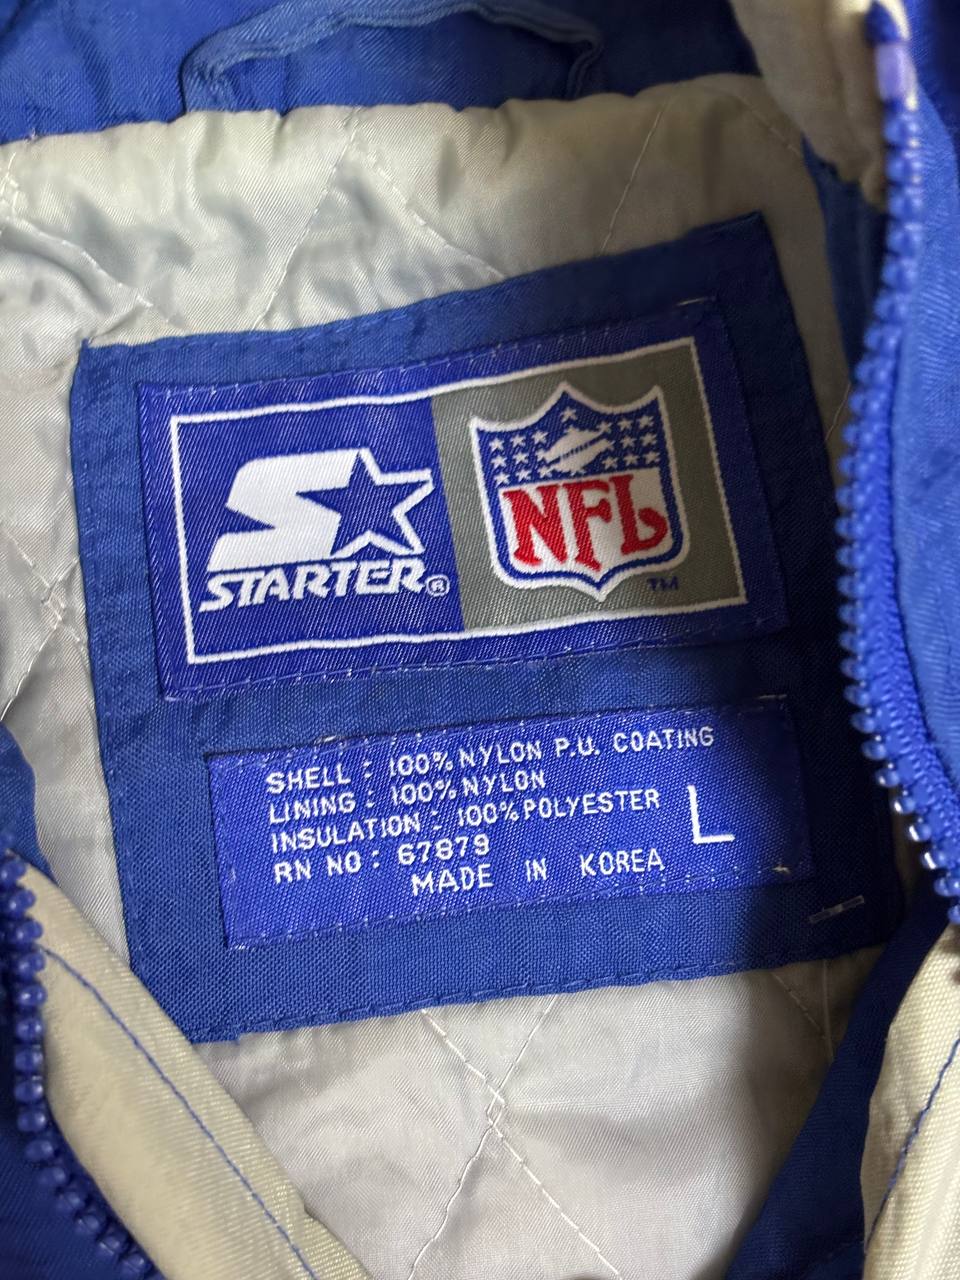 STARTER®
NFL
TM
SHELL : 100% NYLON P.U. COATING
LINING : 100% NYLON
INSULATION : 100% POLYESTER
L
RN NO : 67879
MADE IN KOREA